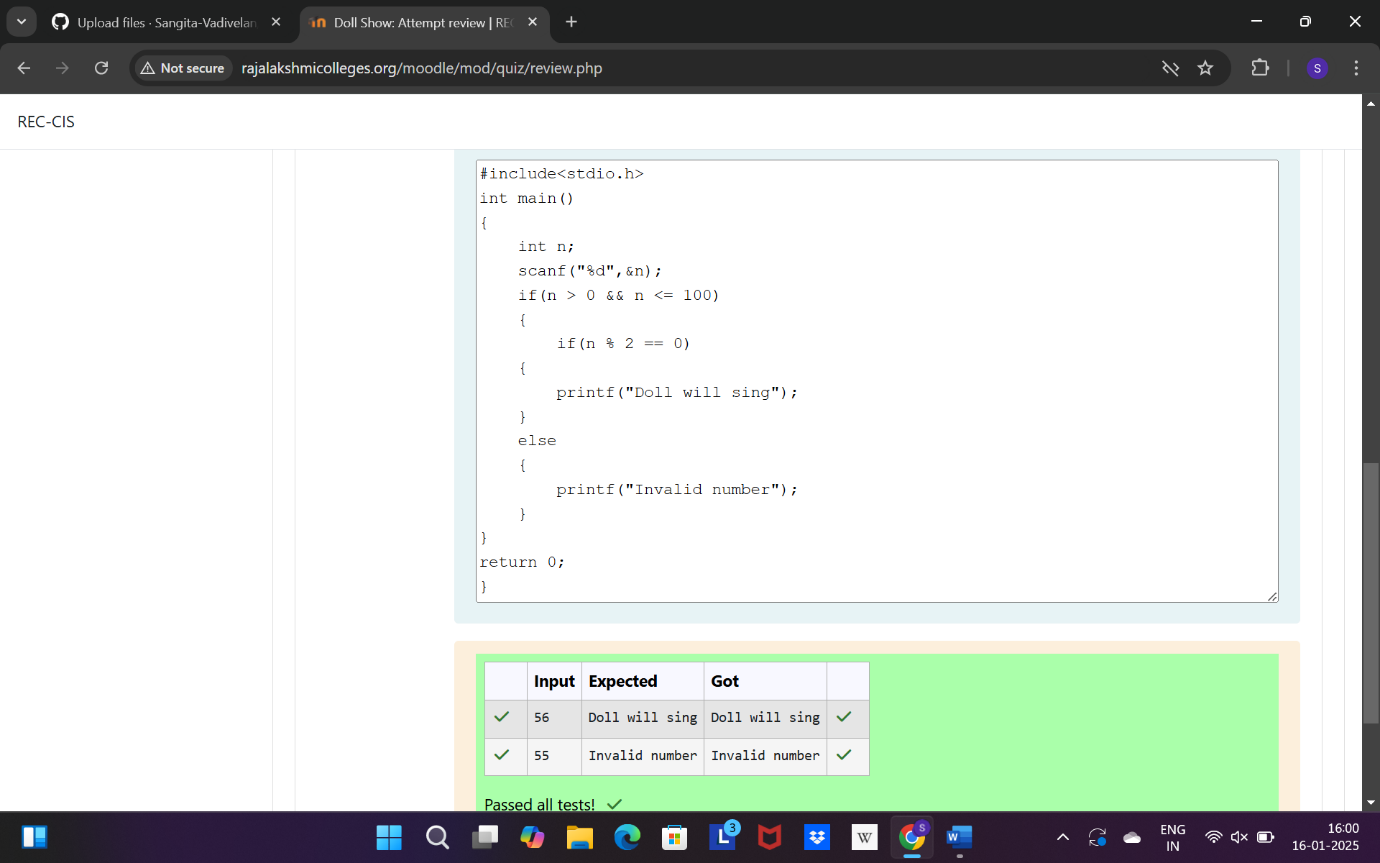 Upload files · Sangita-Vadivelan
Doll Show: Attempt review | REC
Not secure
rajalakshmicolleges.org/moodle/mod/quiz/review.php
S
REC-CIS
#include<stdio.h>
int main()
{
    int n;
    scanf("%d",&n);
    if(n > 0 && n <= 100)
    {
        if(n % 2 == 0)
    {
        printf("Doll will sing");
    }
    else
    {
        printf("Invalid number");
    }
}
return 0;
}
Input Expected Got
56 Doll will sing Doll will sing
55 Invalid number Invalid number
Passed all tests!
L 3
W
S
W
ENG
IN
16:00
16-01-2025